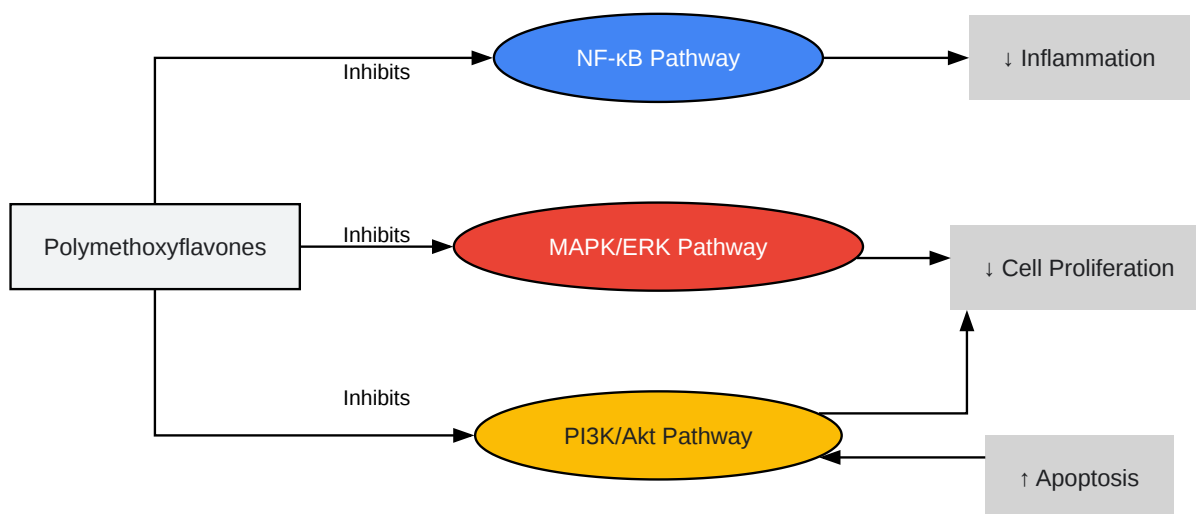 NF-κB Pathway
↓ Inflammation
Inhibits
Polymethoxyflavones
Inhibits
MAPK/ERK Pathway
↓ Cell Proliferation
Inhibits
PI3K/Akt Pathway
↑ Apoptosis